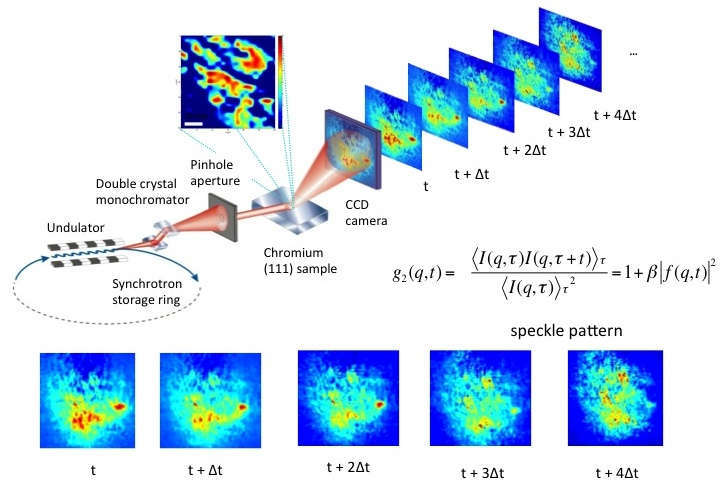 ...
t + 4Δt
t + 3Δt
t + 2Δt
t + Δt
t
Pinhole
aperture
Double crystal
monochromator
CCD
camera
Undulator
Chromium
(111) sample
Synchrotron
storage ring
g₂(q,t) = ⟨I(q,τ)I(q,τ + t)⟩τ / ⟨I(q,τ)⟩τ² = 1 + β|f(q,t)|²
speckle pattern
t
t + Δt
t + 2Δt
t + 3Δt
t + 4Δt